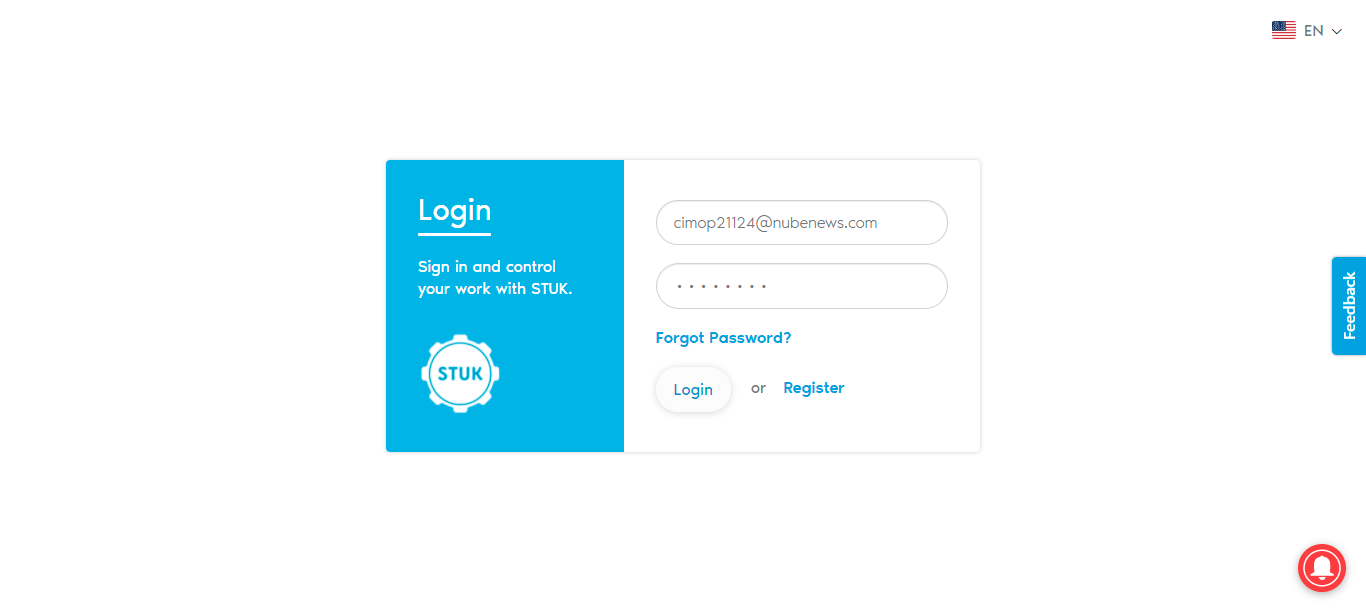 EN
Login
Sign in and control
your work with STUK.
STUK
cimop21124@nubenews.com
Forgot Password?
Login or Register
Feedback